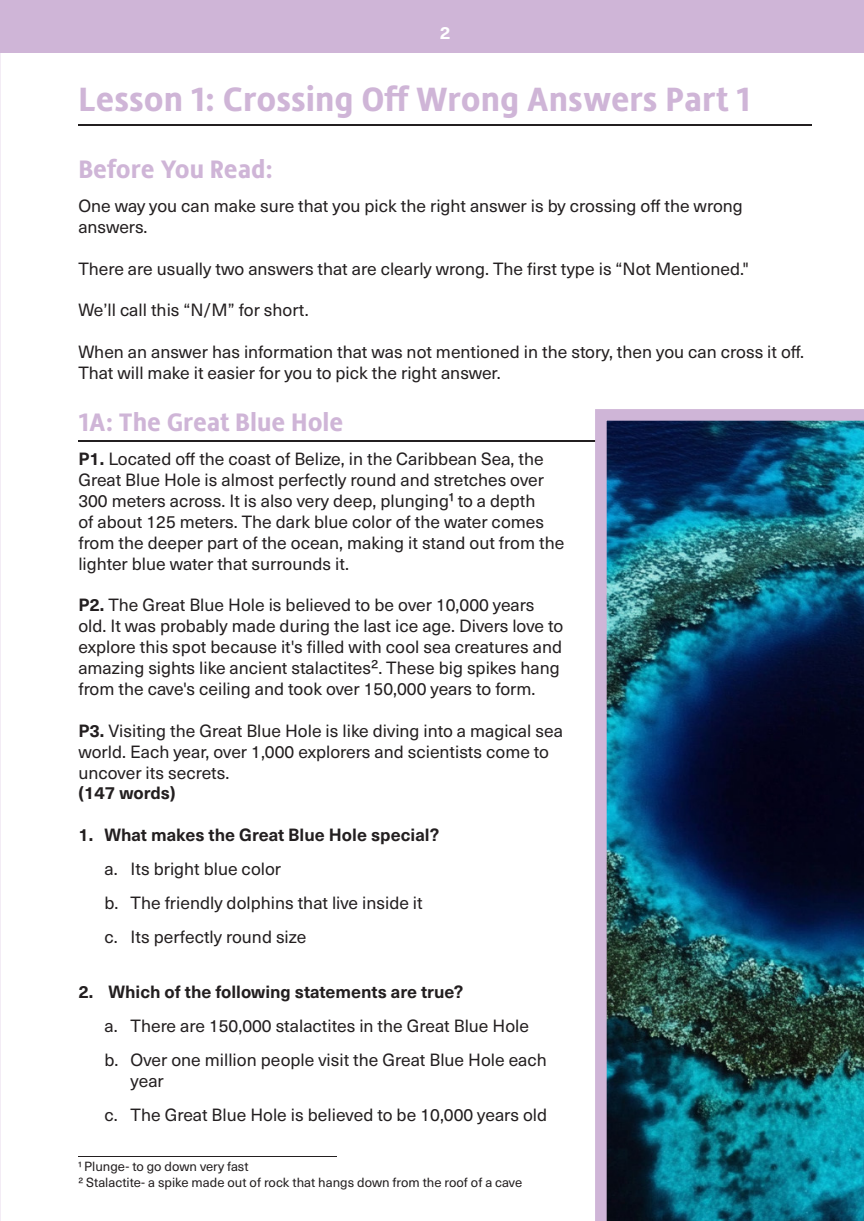 2
Lesson 1: Crossing Off Wrong Answers Part 1
Before You Read:
One way you can make sure that you pick the right answer is by crossing off the wrong
answers.
There are usually two answers that are clearly wrong. The first type is “Not Mentioned."
We’ll call this “N/M” for short.
When an answer has information that was not mentioned in the story, then you can cross it off.
That will make it easier for you to pick the right answer.
1A: The Great Blue Hole
P1. Located off the coast of Belize, in the Caribbean Sea, the
Great Blue Hole is almost perfectly round and stretches over
300 meters across. It is also very deep, plunging¹ to a depth
of about 125 meters. The dark blue color of the water comes
from the deeper part of the ocean, making it stand out from the
lighter blue water that surrounds it.
P2. The Great Blue Hole is believed to be over 10,000 years
old. It was probably made during the last ice age. Divers love to
explore this spot because it's filled with cool sea creatures and
amazing sights like ancient stalactites². These big spikes hang
from the cave's ceiling and took over 150,000 years to form.
P3. Visiting the Great Blue Hole is like diving into a magical sea
world. Each year, over 1,000 explorers and scientists come to
uncover its secrets.
(147 words)
1. What makes the Great Blue Hole special?
a. Its bright blue color
b. The friendly dolphins that live inside it
c. Its perfectly round size
2. Which of the following statements are true?
a. There are 150,000 stalactites in the Great Blue Hole
b. Over one million people visit the Great Blue Hole each
year
c. The Great Blue Hole is believed to be 10,000 years old
¹ Plunge- to go down very fast
² Stalactite- a spike made out of rock that hangs down from the roof of a cave